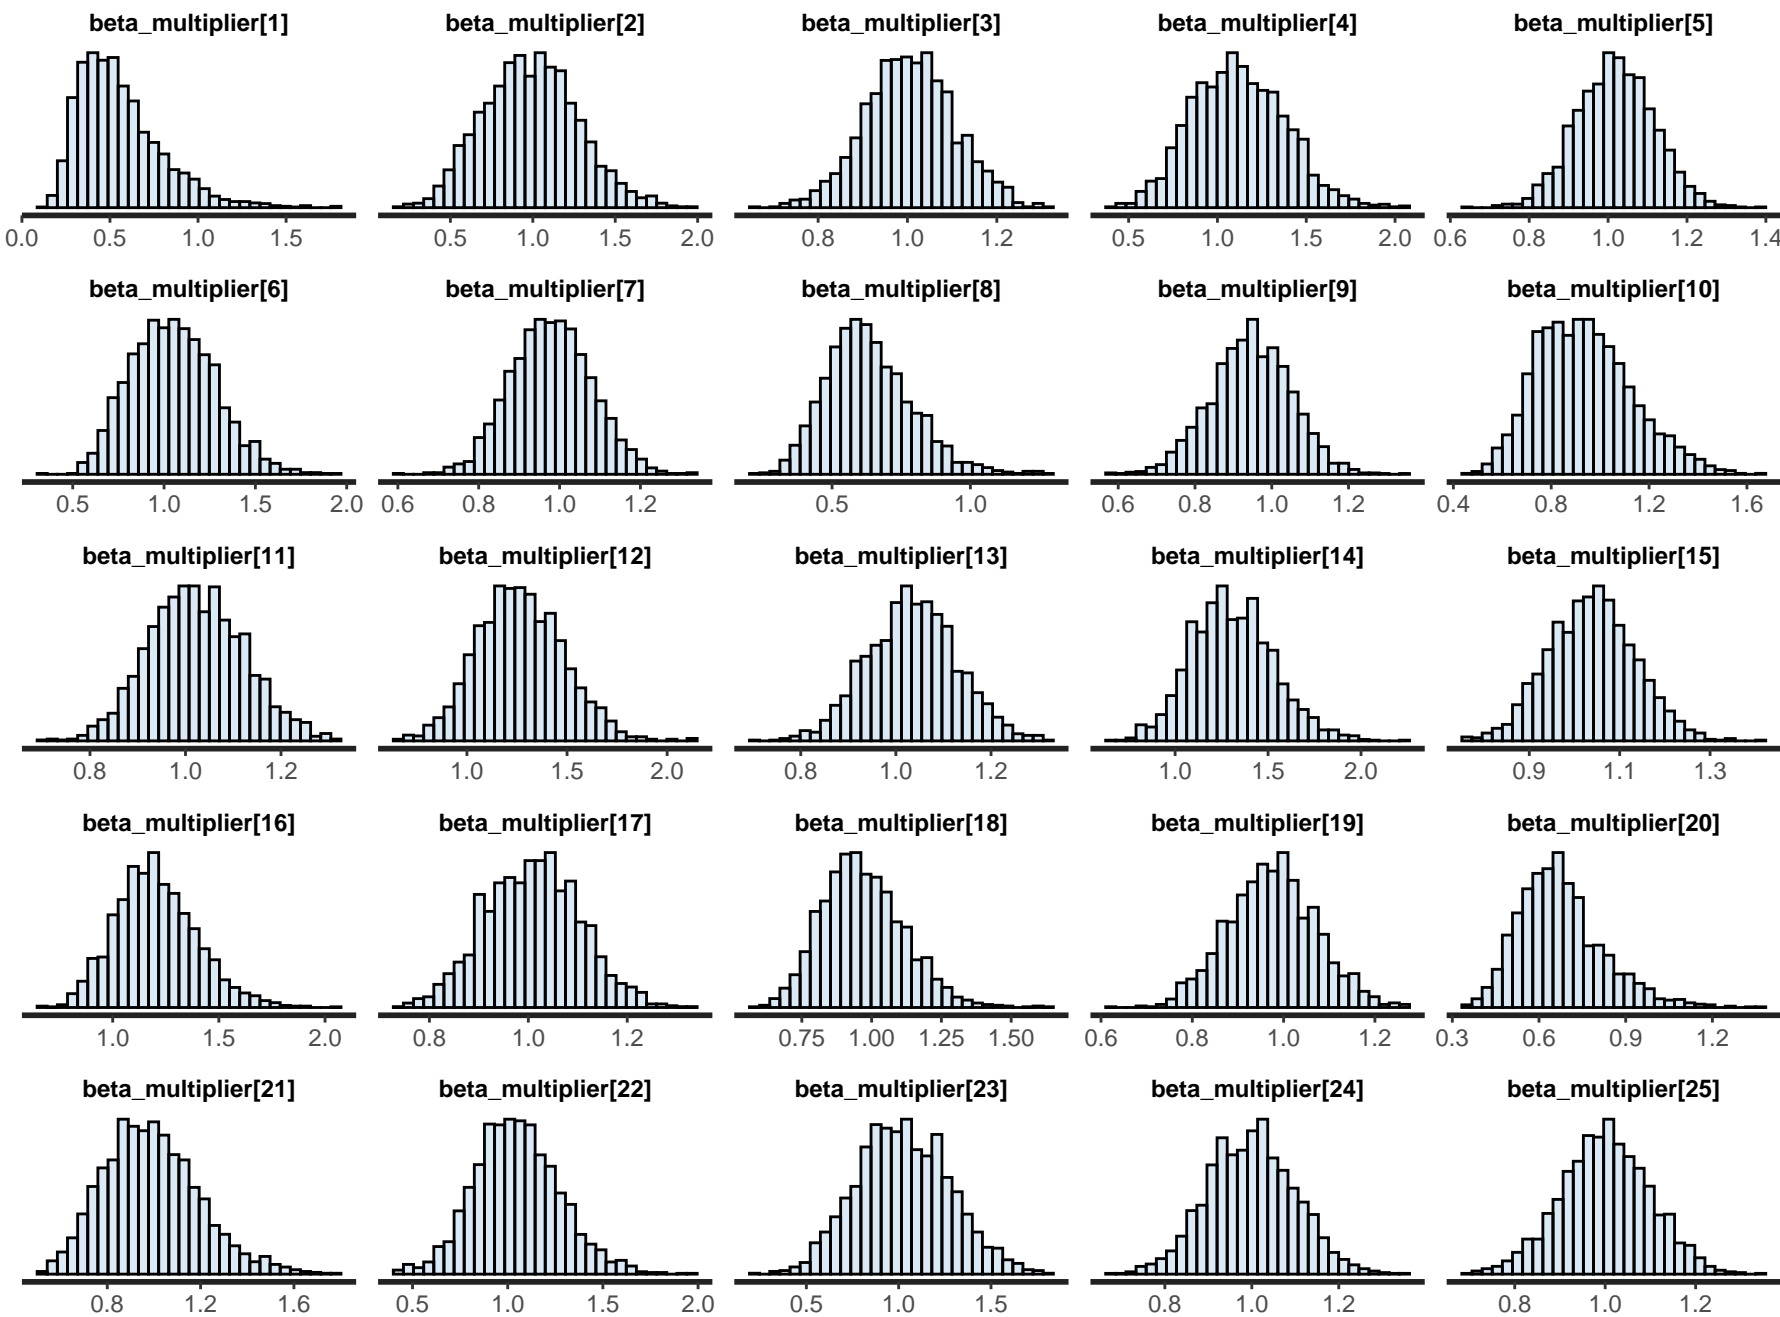 beta_multiplier[1] beta_multiplier[2] beta_multiplier[3] beta_multiplier[4] beta_multiplier[5]
0.0 0.5 1.0 1.5 0.5 1.0 1.5 2.0 0.8 1.0 1.2 0.5 1.0 1.5 2.0 0.6 0.8 1.0 1.2 1.4
beta_multiplier[6] beta_multiplier[7] beta_multiplier[8] beta_multiplier[9] beta_multiplier[10]
0.5 1.0 1.5 2.0 0.6 0.8 1.0 1.2 0.5 1.0 0.6 0.8 1.0 1.2 0.4 0.8 1.2 1.6
beta_multiplier[11] beta_multiplier[12] beta_multiplier[13] beta_multiplier[14] beta_multiplier[15]
0.8 1.0 1.2 1.0 1.5 2.0 0.8 1.0 1.2 1.0 1.5 2.0 0.9 1.1 1.3
beta_multiplier[16] beta_multiplier[17] beta_multiplier[18] beta_multiplier[19] beta_multiplier[20]
1.0 1.5 2.0 0.8 1.0 1.2 0.75 1.00 1.25 1.50 0.6 0.8 1.0 1.2 0.3 0.6 0.9 1.2
beta_multiplier[21] beta_multiplier[22] beta_multiplier[23] beta_multiplier[24] beta_multiplier[25]
0.8 1.2 1.6 0.5 1.0 1.5 2.0 0.5 1.0 1.5 0.8 1.0 1.2 0.8 1.0 1.2